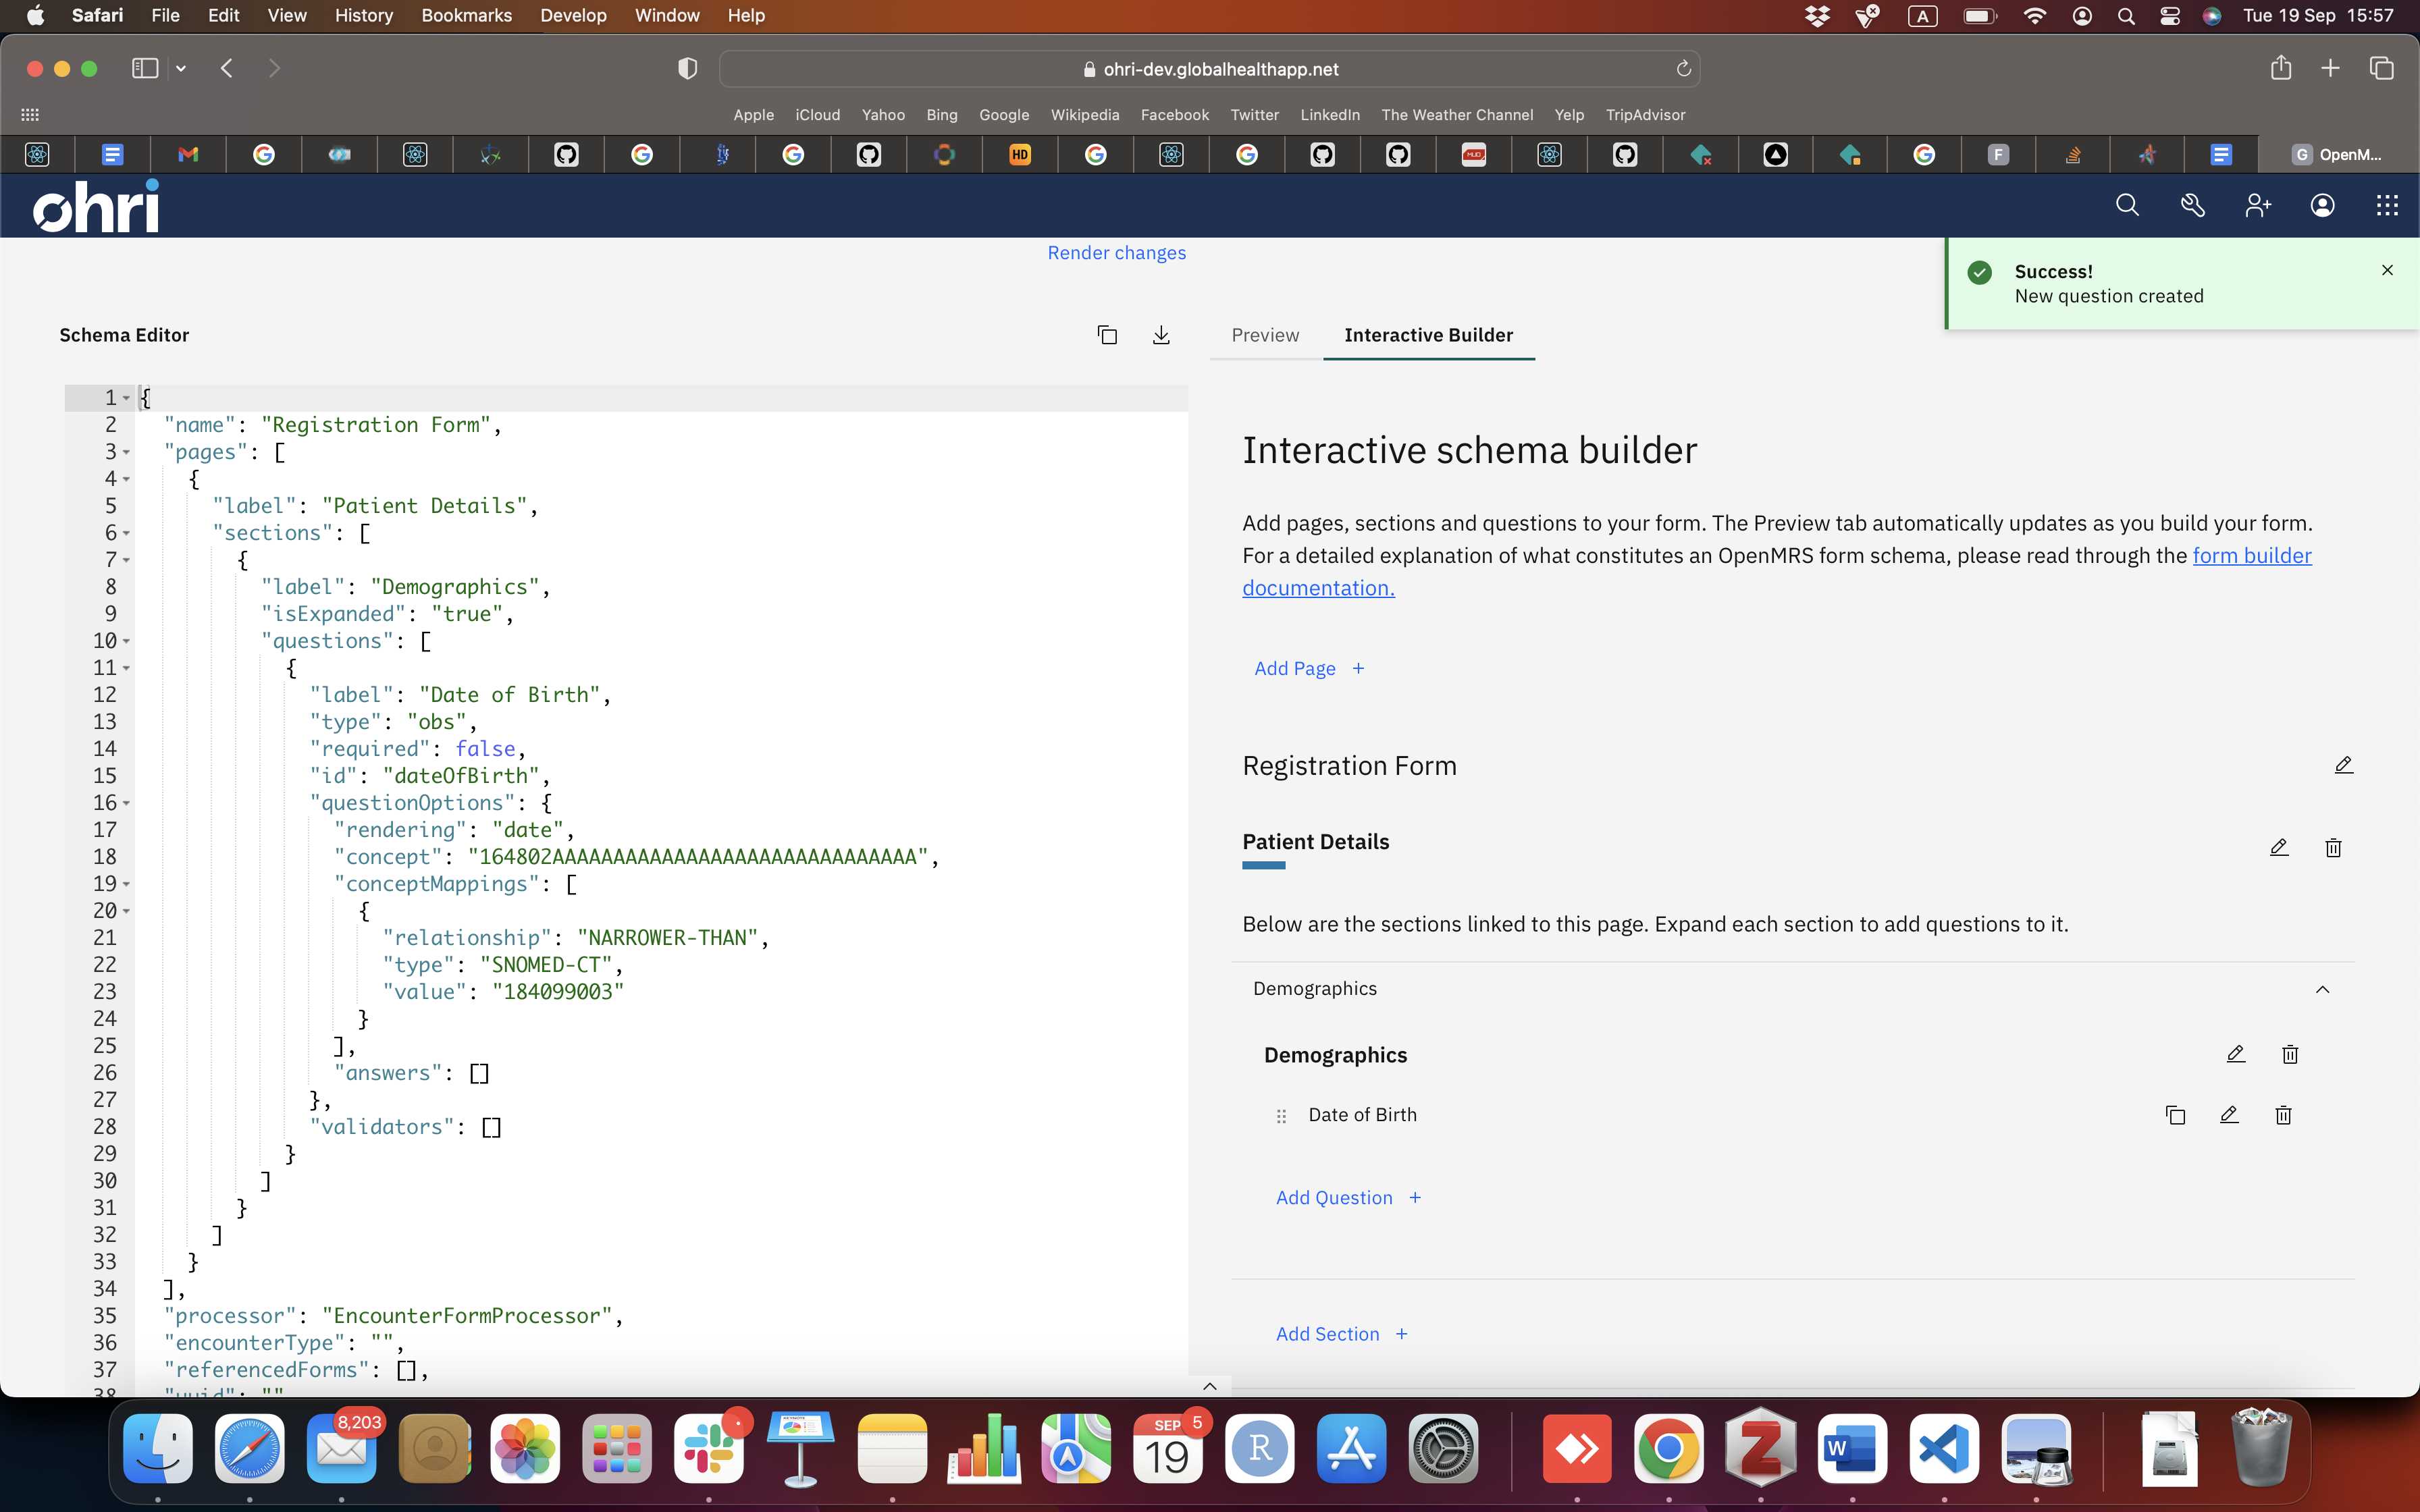 Safari File Edit View History Bookmarks Develop Window Help A Tue 19 Sep 15:57
ohri-dev.globalhealthapp.net
Apple iCloud Yahoo Bing Google Wikipedia Facebook Twitter LinkedIn The Weather Channel Yelp TripAdvisor
HD MUO F G OpenM...
ohri
Render changes
Success!
New question created
Schema Editor
1 {
2 "name": "Registration Form",
3 "pages": [
4 {
5 "label": "Patient Details",
6 "sections": [
7 {
8 "label": "Demographics",
9 "isExpanded": "true",
10 "questions": [
11 {
12 "label": "Date of Birth",
13 "type": "obs",
14 "required": false,
15 "id": "dateOfBirth",
16 "questionOptions": {
17 "rendering": "date",
18 "concept": "164802AAAAAAAAAAAAAAAAAAAAAAAAAAAAAA",
19 "conceptMappings": [
20 {
21 "relationship": "NARROWER-THAN",
22 "type": "SNOMED-CT",
23 "value": "184099003"
24 }
25 ],
26 "answers": []
27 },
28 "validators": []
29 }
30 ]
31 }
32 ]
33 }
34 ],
35 "processor": "EncounterFormProcessor",
36 "encounterType": "",
37 "referencedForms": [],
38 "uuid": ""
Preview Interactive Builder
Interactive schema builder
Add pages, sections and questions to your form. The Preview tab automatically updates as you build your form.
For a detailed explanation of what constitutes an OpenMRS form schema, please read through the form builder
documentation.
Add Page +
Registration Form
Patient Details
Below are the sections linked to this page. Expand each section to add questions to it.
Demographics
Demographics
Date of Birth
Add Question +
Add Section +
8,203
SEP 5
19
R
Z
W